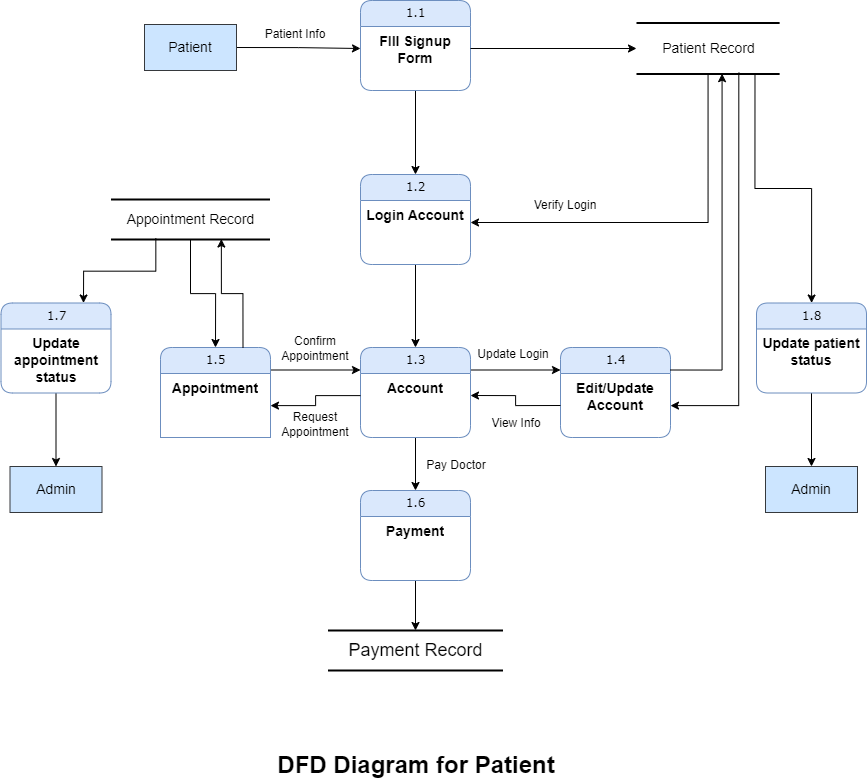 1.1
Patient
Patient Info
FIll Signup
Form
Patient Record
1.2
Login Account
Verify Login
Appointment Record
1.7
Update
appointment
status
1.8
Update patient
status
1.5
Appointment
Confirm
Appointment
Request
Appointment
1.3
Account
Update Login
View Info
1.4
Edit/Update
Account
Pay Doctor
Admin
Admin
1.6
Payment
Payment Record
DFD Diagram for Patient